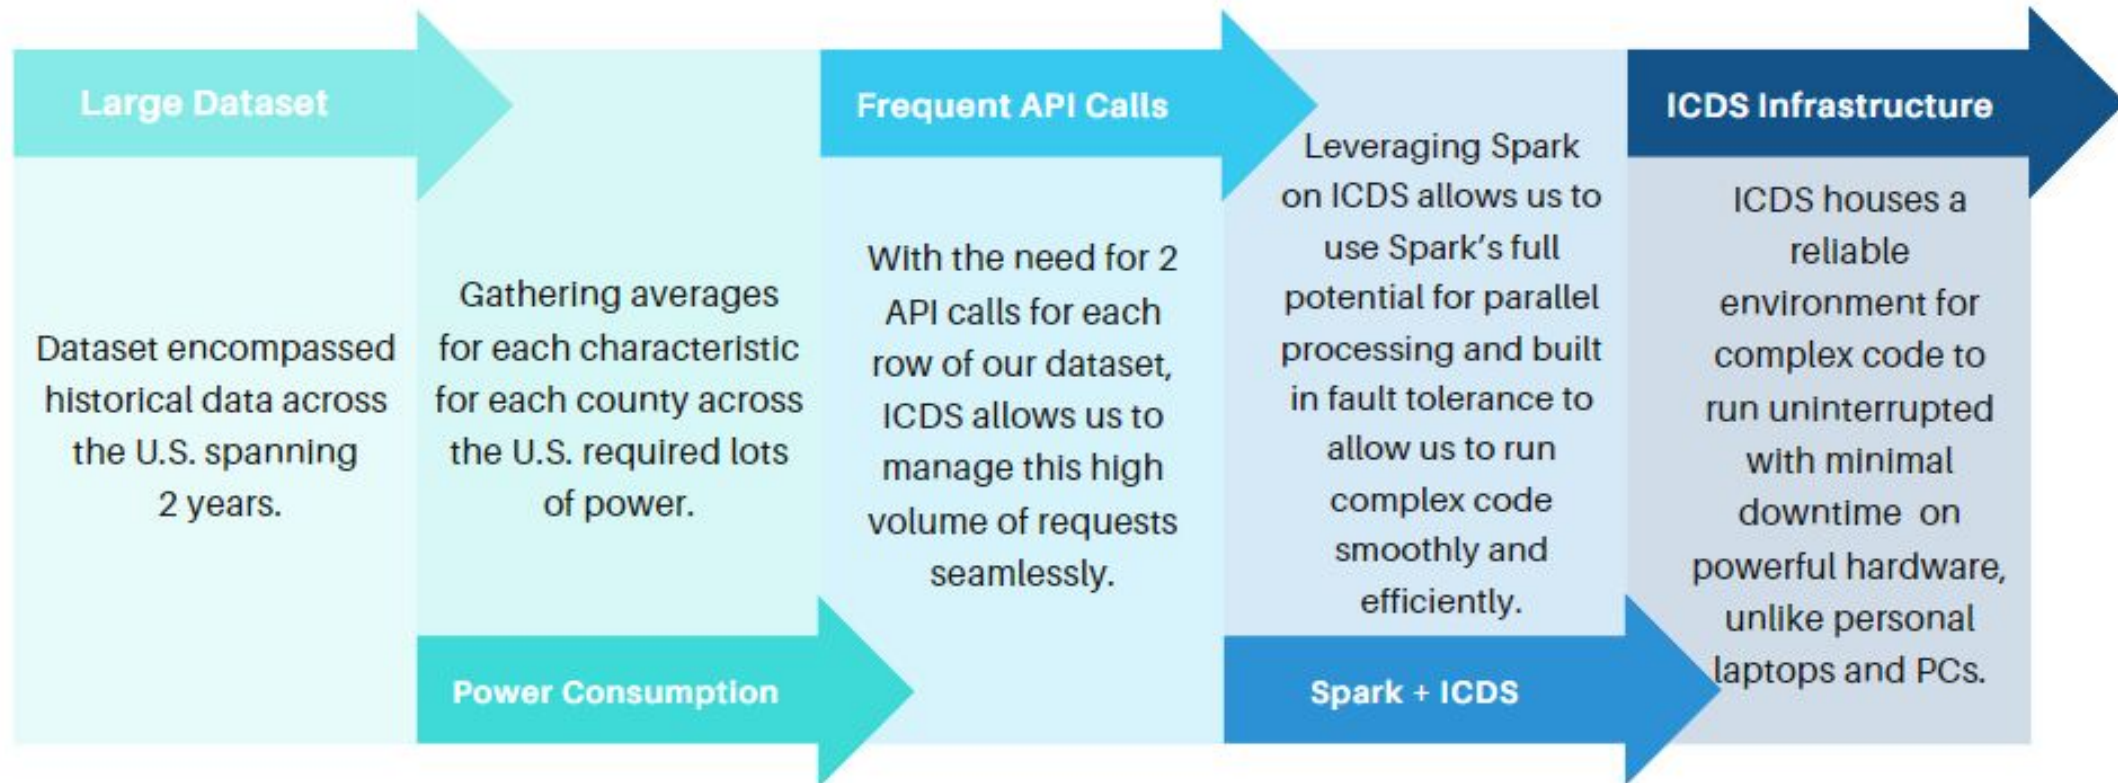 Large Dataset
Dataset encompassed
historical data across
the U.S. spanning
2 years.
Gathering averages
for each characteristic
for each county across
the U.S. required lots
of power.
Power Consumption
Frequent API Calls
With the need for 2
API calls for each
row of our dataset,
ICDS allows us to
manage this high
volume of requests
seamlessly.
Leveraging Spark
on ICDS allows us to
use Spark’s full
potential for parallel
processing and built
in fault tolerance to
allow us to run
complex code
smoothly and
efficiently.
Spark + ICDS
ICDS Infrastructure
ICDS houses a
reliable
environment for
complex code to
run uninterrupted
with minimal
downtime on
powerful hardware,
unlike personal
laptops and PCs.